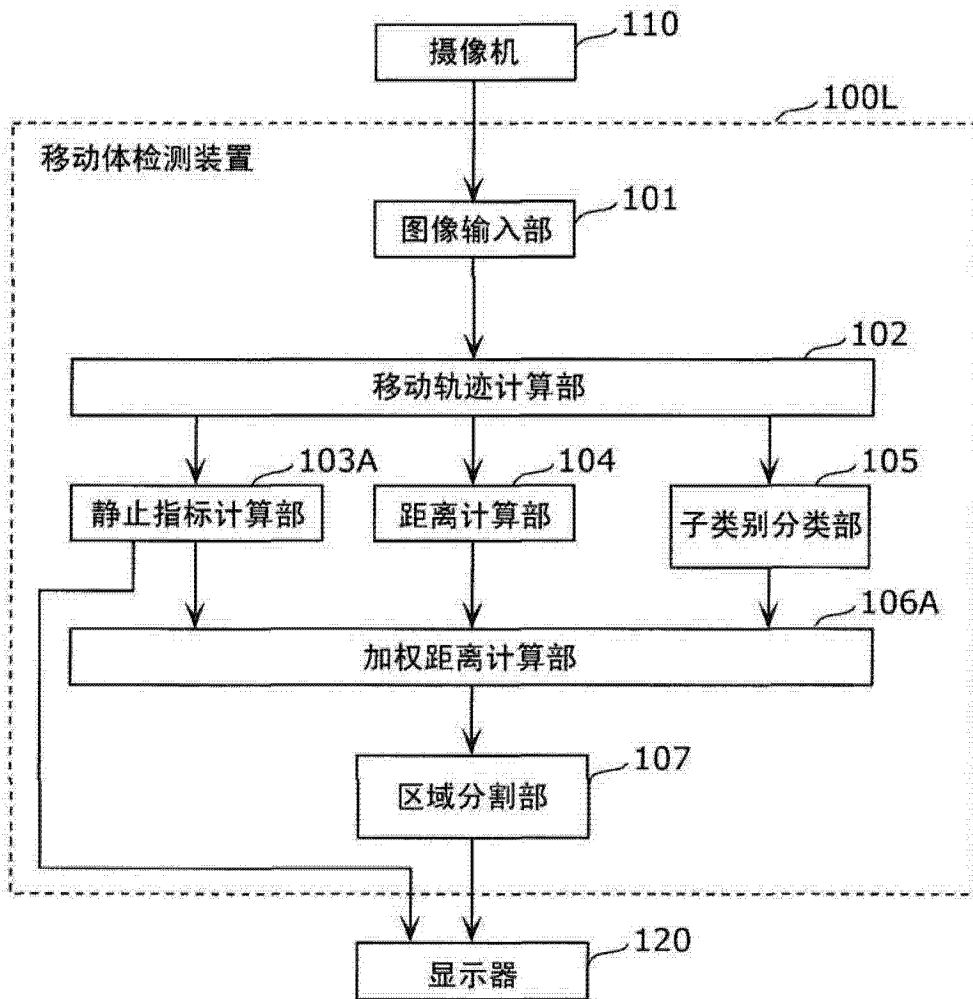 摄像机
110
100L
移动体检测装置
图像输入部
101
102
移动轨迹计算部
103A
104
105
静止指标计算部
距离计算部
子类别分类部
106A
加权距离计算部
107
区域分割部
120
显示器